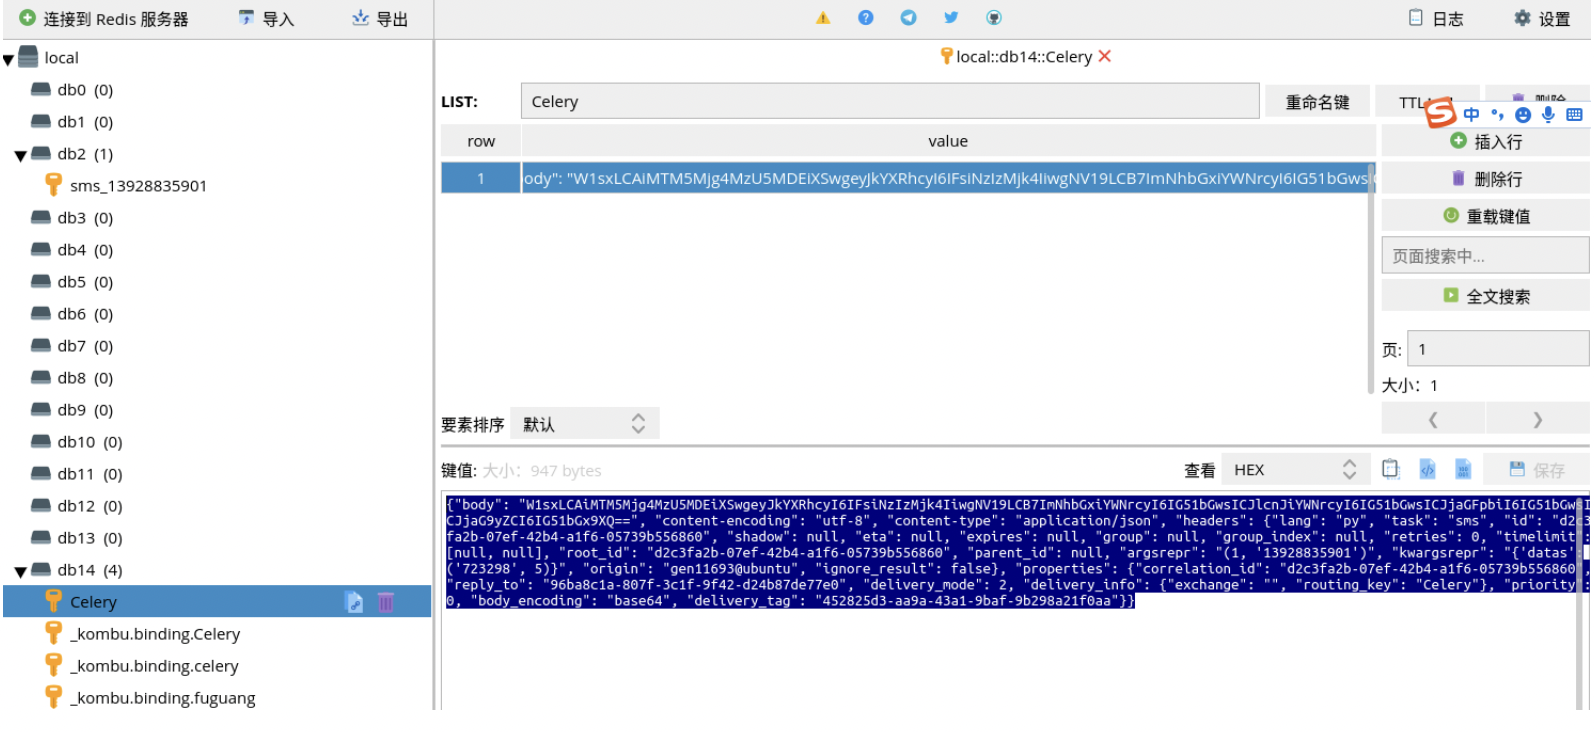 连接到 Redis 服务器 导入 导出 日志 设置
local
db0 (0)
db1 (0)
db2 (1)
sms_13928835901
db3 (0)
db4 (0)
db5 (0)
db6 (0)
db7 (0)
db8 (0)
db9 (0)
db10 (0)
db11 (0)
db12 (0)
db13 (0)
db14 (4)
Celery
_kombu.binding.Celery
_kombu.binding.celery
_kombu.binding.fuguang
local::db14::Celery
LIST: Celery 重命名键 TTL 删除
中
row value
1 ody": "W1sxLCAiMTM5Mjg4MzU5MDEiXSwgeyJkYXRhcyI6IFsiNzIzMjk4IiwgNV19LCB7ImNhbGxiYWNrcyI6IG51bGws
插入行
删除行
重载键值
页面搜索中...
全文搜索
页: 1
大小: 1
要素排序 默认
键值: 大小: 947 bytes 查看 HEX 保存
{"body": "W1sxLCAiMTM5Mjg4MzU5MDEiXSwgeyJkYXRhcyI6IFsiNzIzMjk4IiwgNV19LCB7ImNhbGxiYWNrcyI6IG51bGwsICJlcnJiYWNrcyI6IG51bGwsICJjaGFpbiI6IG51bGwsI
CJjaG9yZCI6IG51bGx9XQ==", "content-encoding": "utf-8", "content-type": "application/json", "headers": {"lang": "py", "task": "sms", "id": "d2c3
fa2b-07ef-42b4-a1f6-05739b556860", "shadow": null, "eta": null, "expires": null, "group": null, "group_index": null, "retries": 0, "timelimit":
[null, null], "root_id": "d2c3fa2b-07ef-42b4-a1f6-05739b556860", "parent_id": null, "argsrepr": "(1, '13928835901')", "kwargsrepr": "{'datas':
('723298', 5)}", "origin": "gen11693@ubuntu", "ignore_result": false}, "properties": {"correlation_id": "d2c3fa2b-07ef-42b4-a1f6-05739b556860",
"reply_to": "96ba8c1a-807f-3c1f-9f42-d24b87de77e0", "delivery_mode": 2, "delivery_info": {"exchange": "", "routing_key": "Celery"}, "priority":
0, "body_encoding": "base64", "delivery_tag": "452825d3-aa9a-43a1-9baf-9b298a21f0aa"}}